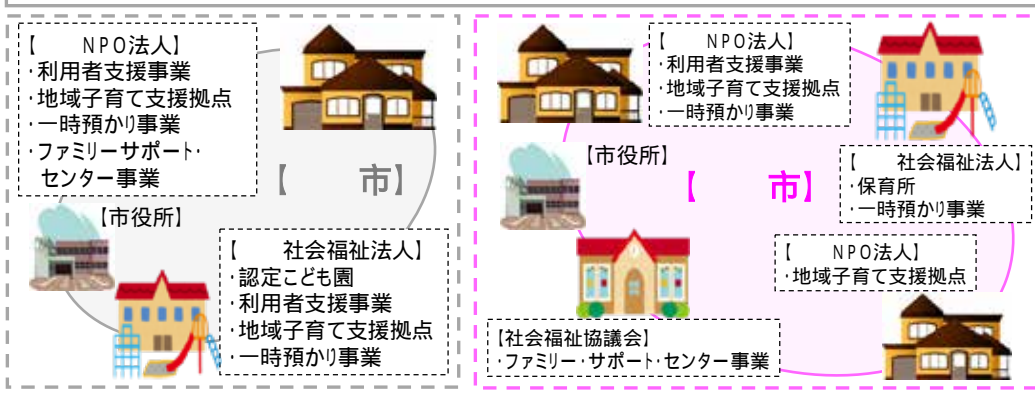 【　　NPO法人】
・利用者支援事業
・地域子育て支援拠点
・一時預かり事業
・ファミリーサポート・
センター事業
【　　市】
【市役所】
【　　社会福祉法人】
・認定こども園
・利用者支援事業
・地域子育て支援拠点
・一時預かり事業
【　　NPO法人】
・利用者支援事業
・地域子育て支援拠点
・一時預かり事業
【市役所】
【　　市】
【　　社会福祉法人】
・保育所
・一時預かり事業
【　　NPO法人】
・地域子育て支援拠点
【社会福祉協議会】
・ファミリー・サポート・センター事業